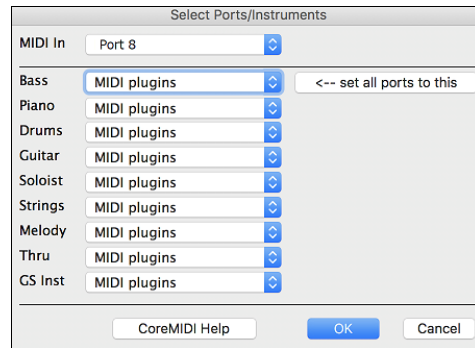 Select Ports/Instruments
MIDI In Port 8
Bass MIDI plugins <-- set all ports to this
Piano MIDI plugins
Drums MIDI plugins
Guitar MIDI plugins
Soloist MIDI plugins
Strings MIDI plugins
Melody MIDI plugins
Thru MIDI plugins
GS Inst MIDI plugins
CoreMIDI Help OK Cancel